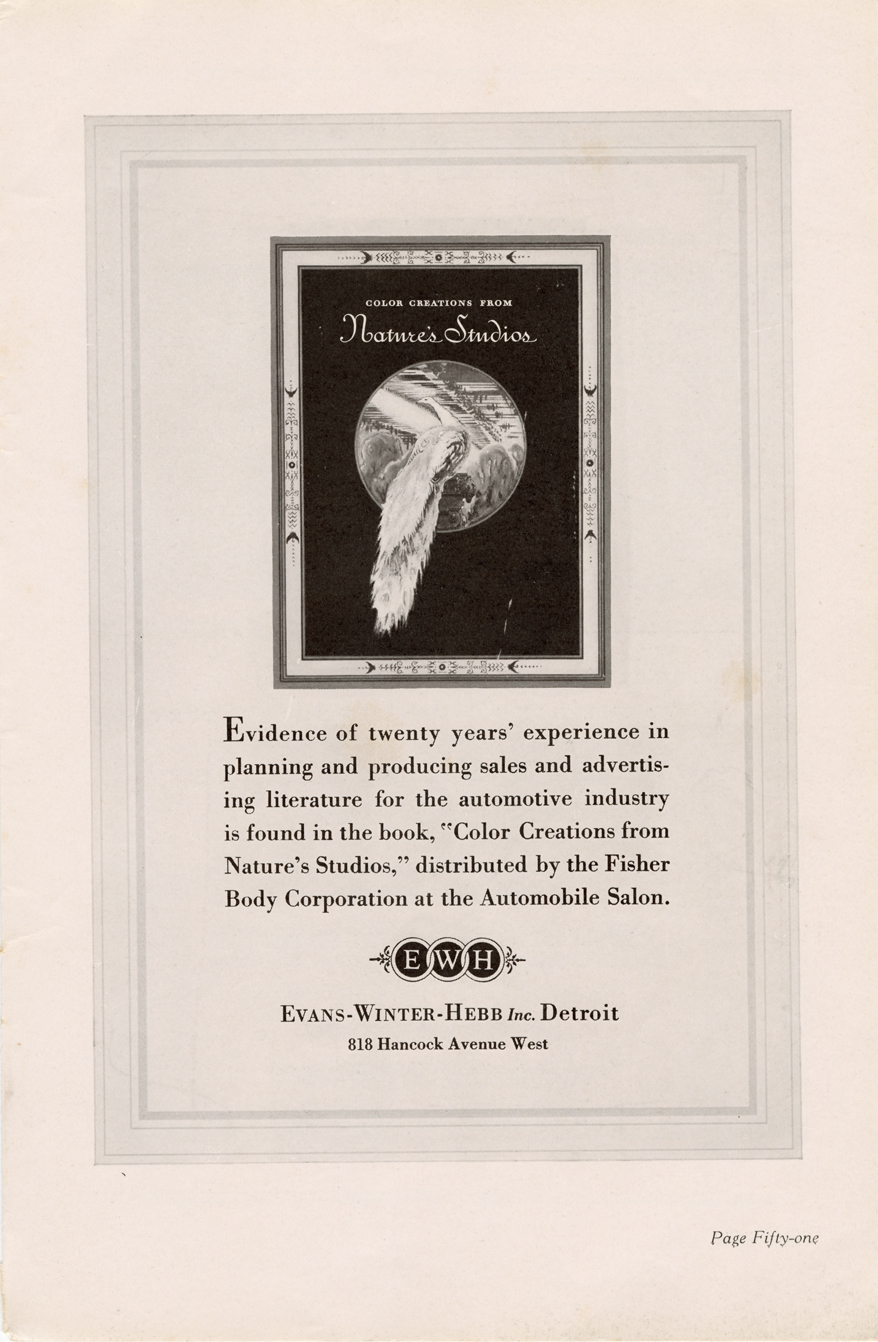 COLOR CREATIONS FROM
Nature's Studios
Evidence of twenty years’ experience in
planning and producing sales and advertis-
ing literature for the automotive industry
is found in the book, “Color Creations from
Nature’s Studios,” distributed by the Fisher
Body Corporation at the Automobile Salon.
E W H
EVANS-WINTER-HEBB Inc. Detroit
818 Hancock Avenue West
Page Fifty-one